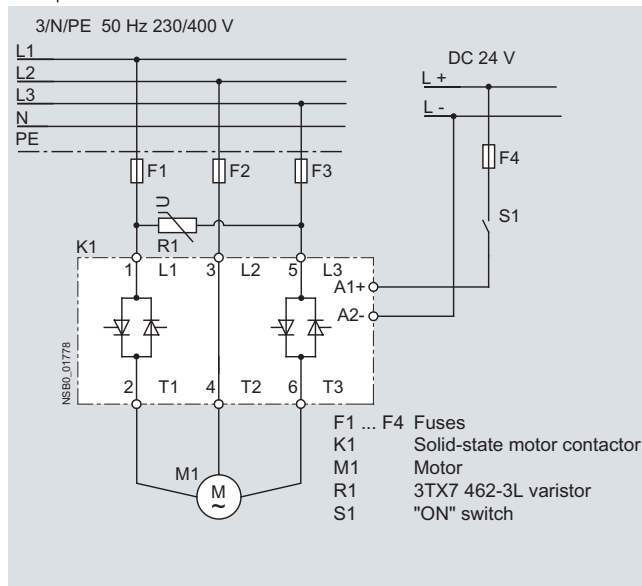 3/N/PE 50 Hz 230/400 V
L1
L2
L3
N
PE
DC 24 V
L +
L -
F1
F2
F3
F4
S1
U
R1
K1
1 L1 3 L2 5 L3
A1+
A2-
2 T1 4 T2 6 T3
NSB0_01778
M1
M
~
F1 ... F4 Fuses
K1 Solid-state motor contactor
M1 Motor
R1 3TX7 462-3L varistor
S1 "ON" switch